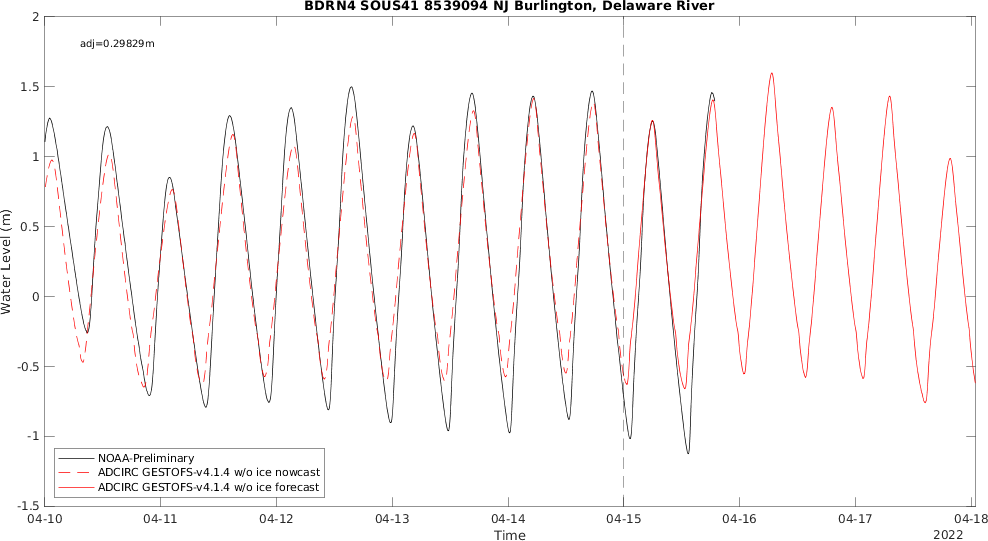 BDRN4 SOUS41 8539094 NJ Burlington, Delaware River
adj=0.29829m
Water Level (m)
2
1.5
1
0.5
0
-0.5
-1
-1.5
NOAA-Preliminary
ADCIRC GESTOFS-v4.1.4 w/o ice nowcast
ADCIRC GESTOFS-v4.1.4 w/o ice forecast
04-10 04-11 04-12 04-13 04-14 04-15 04-16 04-17 04-18
Time
2022